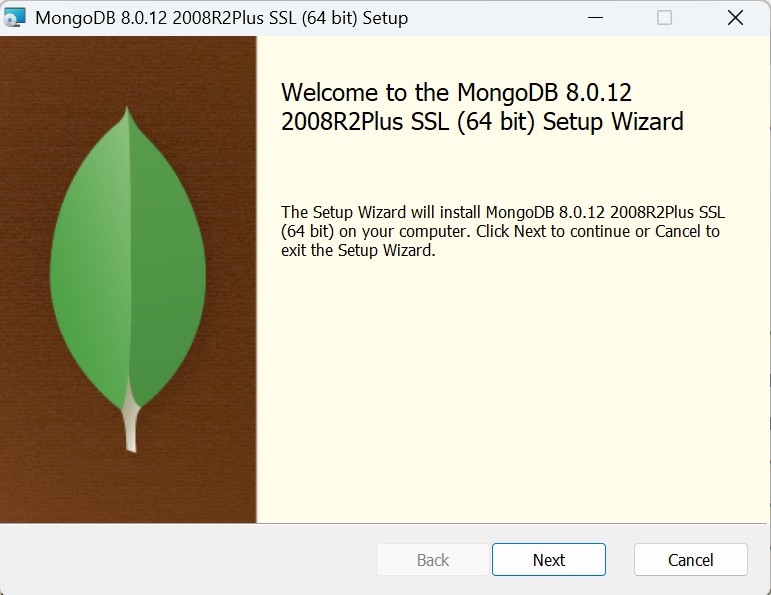 MongoDB 8.0.12 2008R2Plus SSL (64 bit) Setup
Welcome to the MongoDB 8.0.12
2008R2Plus SSL (64 bit) Setup Wizard
The Setup Wizard will install MongoDB 8.0.12 2008R2Plus SSL
(64 bit) on your computer. Click Next to continue or Cancel to
exit the Setup Wizard.
Back
Next
Cancel